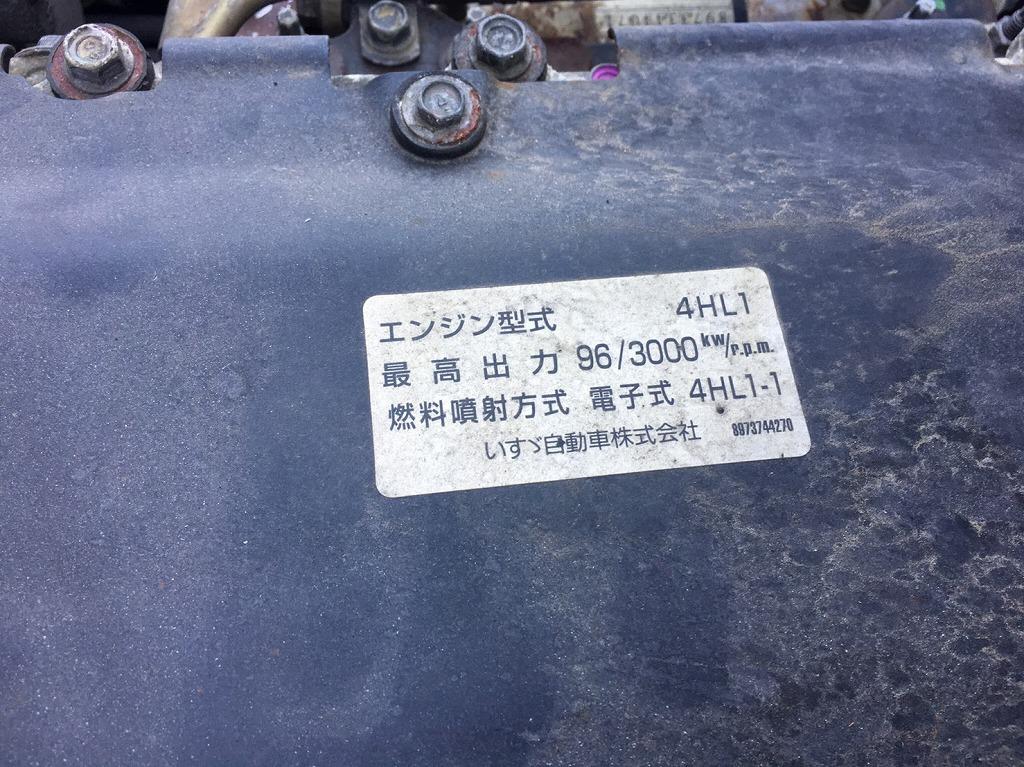 エンジン型式 4HL1
最高出力 96/3000kw/r.p.m.
燃料噴射方式 電子式 4HL1-1
いすゞ自動車株式会社 8973744270